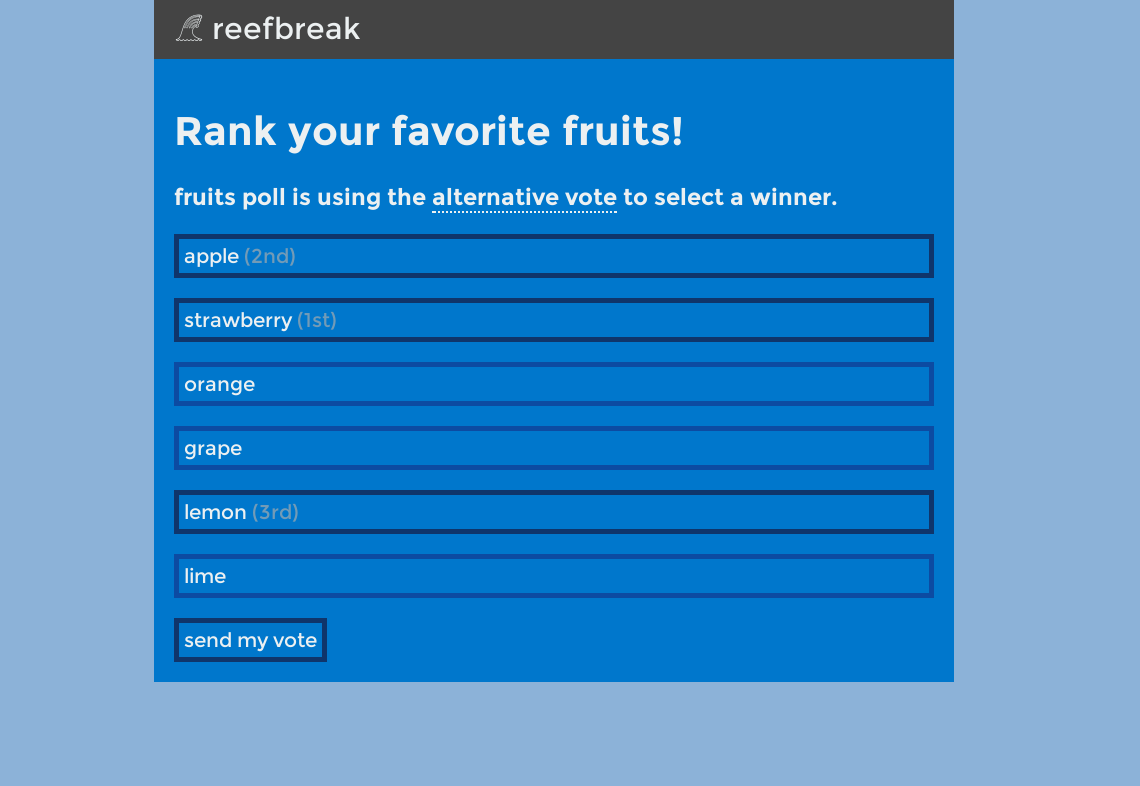 reefbreak
Rank your favorite fruits!
fruits poll is using the alternative vote to select a winner.
apple (2nd)
strawberry (1st)
orange
grape
lemon (3rd)
lime
send my vote